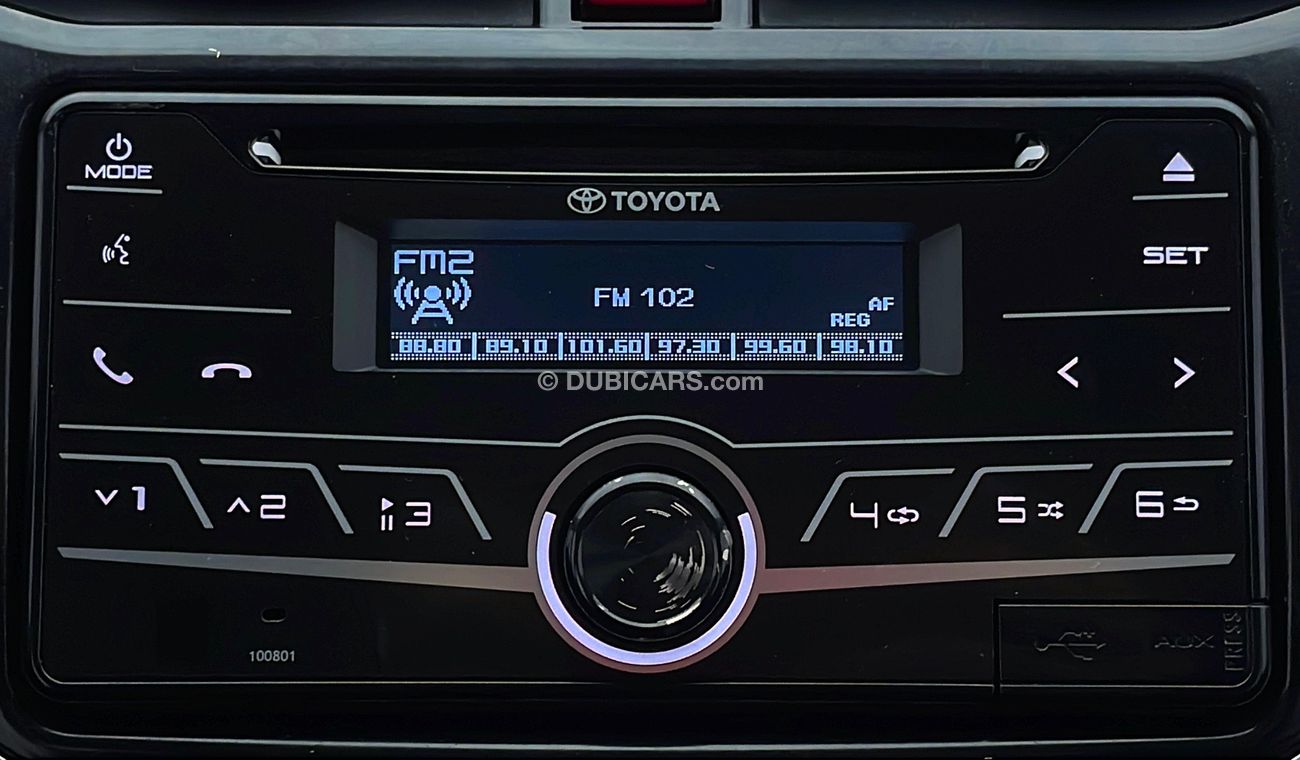 MODE
TOYOTA
FM2
FM 102
AF
REG
88.80 89.10 101.60 97.30 99.60 98.10
SET
© DUBICARS.com
1 2 3 4 5 6
100801
AUX
PRESS